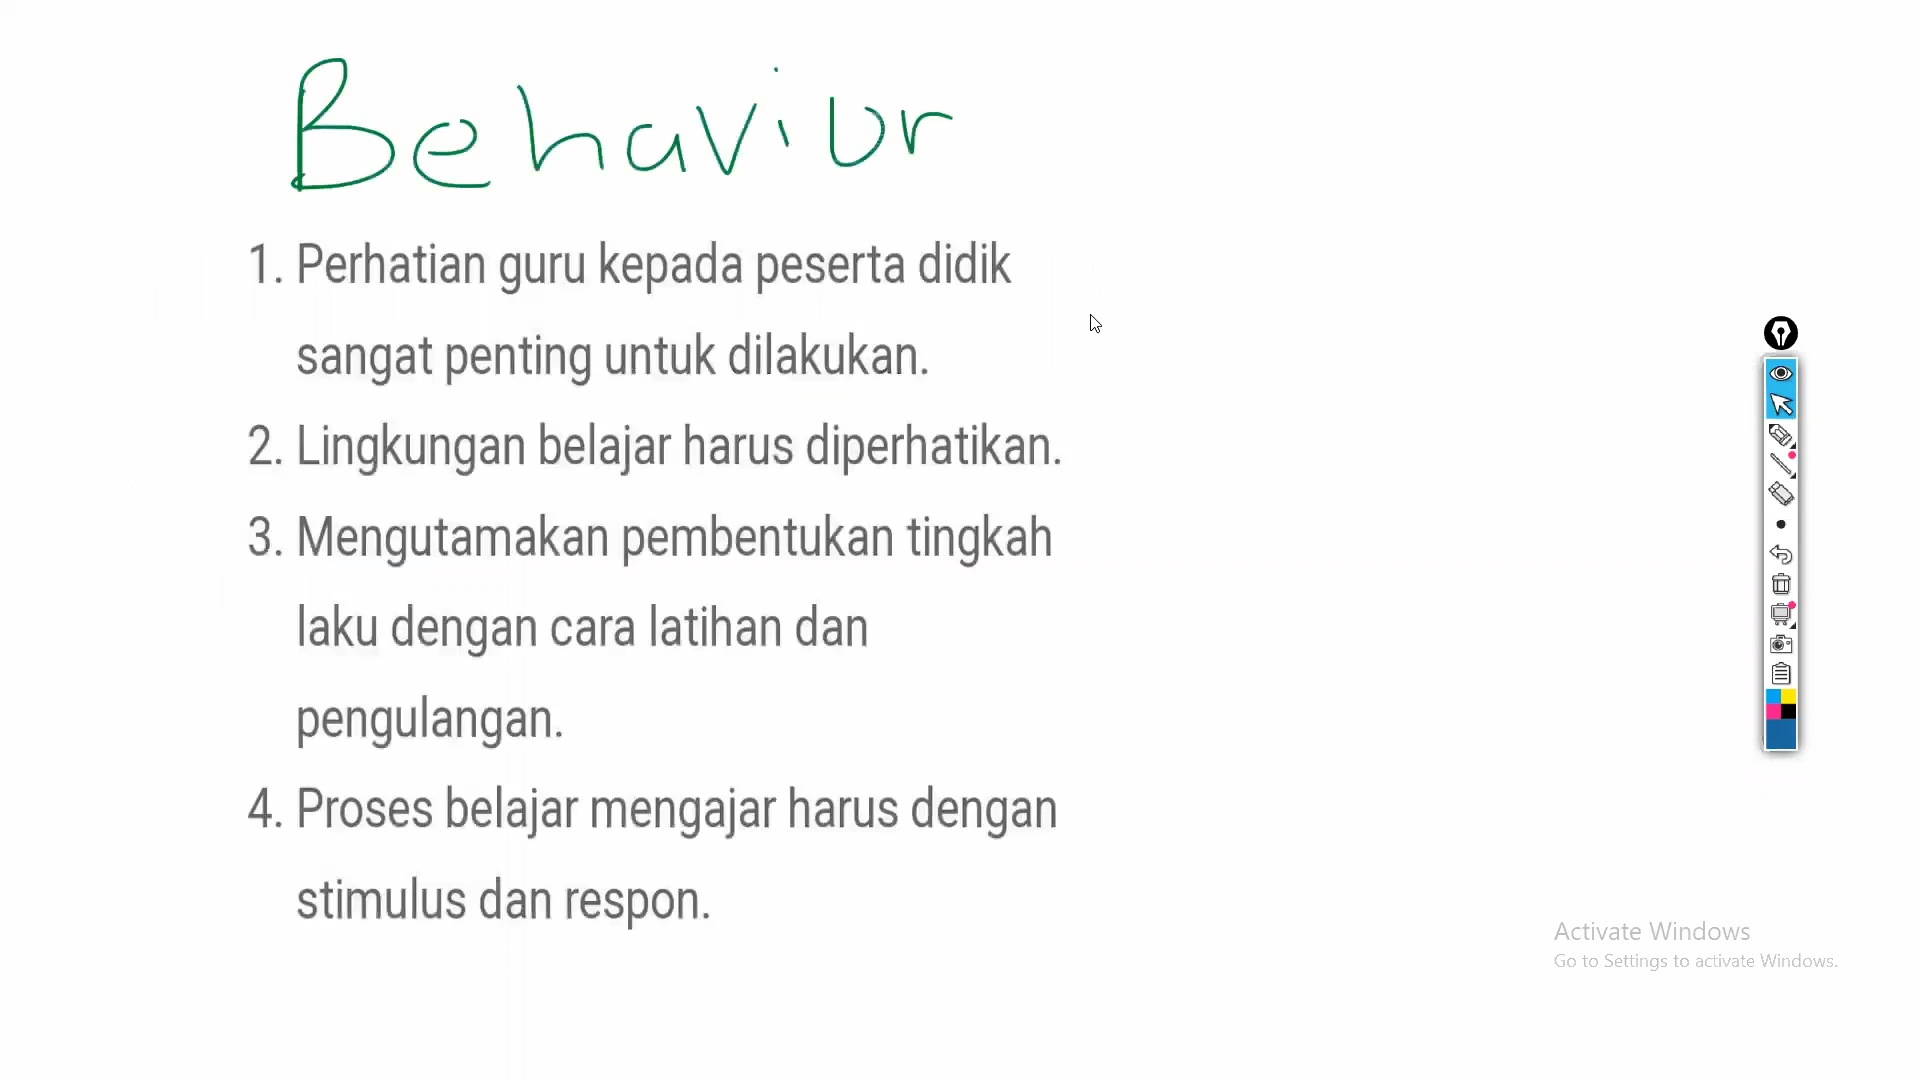 Behavior
1. Perhatian guru kepada peserta didik
sangat penting untuk dilakukan.
2. Lingkungan belajar harus diperhatikan.
3. Mengutamakan pembentukan tingkah
laku dengan cara latihan dan
pengulangan.
4. Proses belajar mengajar harus dengan
stimulus dan respon.
Activate Windows
Go to Settings to activate Windows.